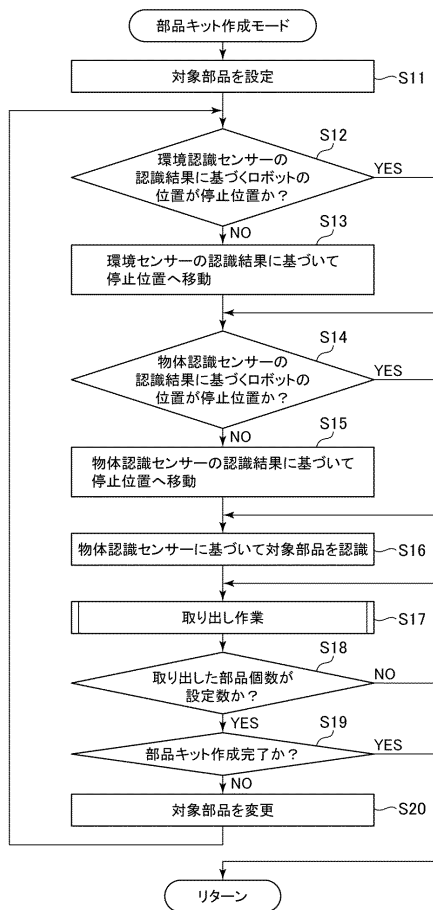 部品キット作成モード
対象部品を設定
S11
S12
環境認識センサーの
認識結果に基づくロボットの
位置が停止位置か？
YES
NO
S13
環境センサーの認識結果に基づいて
停止位置へ移動
S14
物体認識センサーの
認識結果に基づくロボットの
位置が停止位置か？
YES
NO
S15
物体認識センサーの認識結果に基づいて
停止位置へ移動
物体認識センサーに基づいて対象部品を認識
S16
取り出し作業
S17
S18
取り出した部品個数が
設定数か？
NO
YES
S19
部品キット作成完了か？
YES
NO
対象部品を変更
S20
リターン